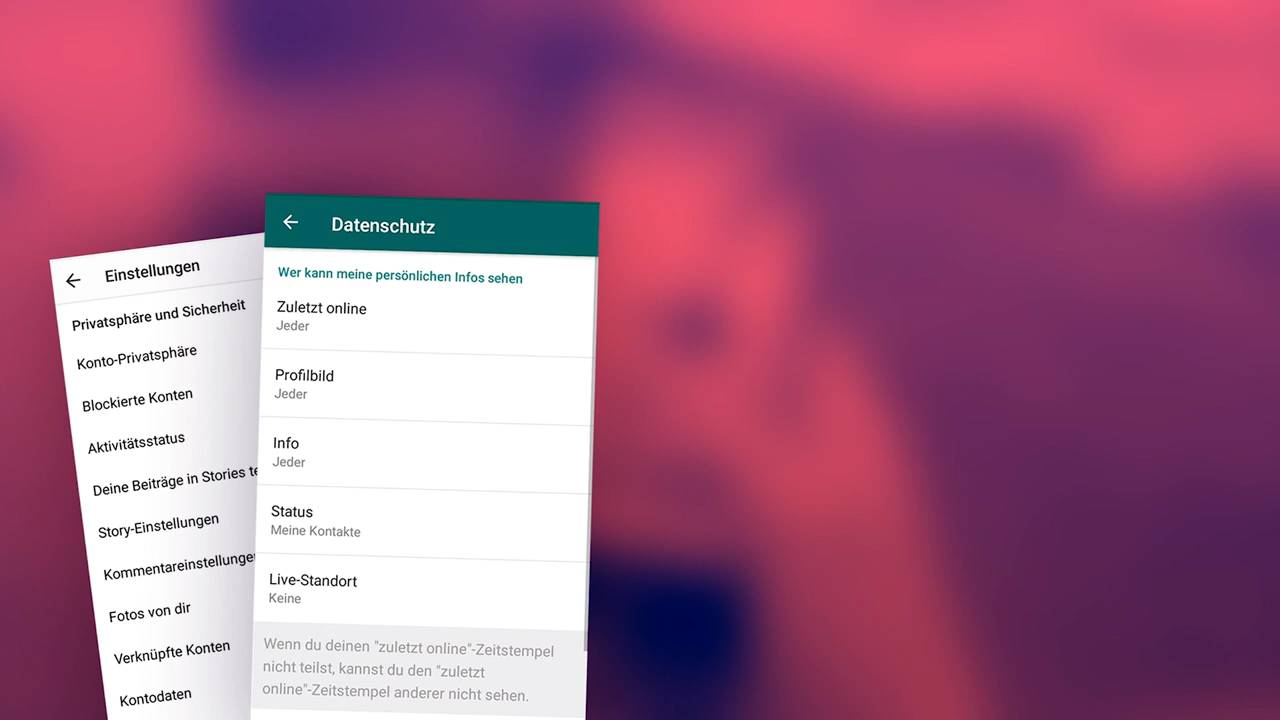 Einstellungen
Privatsphäre und Sicherheit
Konto-Privatsphäre
Blockierte Konten
Aktivitätsstatus
Deine Beiträge in Stories
Story-Einstellungen
Kommentareinstellungen
Fotos von dir
Verknüpfte Konten
Kontodaten
Datenschutz
Wer kann meine persönlichen Infos sehen
Zuletzt online
Jeder
Profilbild
Jeder
Info
Jeder
Status
Meine Kontakte
Live-Standort
Keine
Wenn du deinen "zuletzt online"-Zeitstempel
nicht teilst, kannst du den "zuletzt
online"-Zeitstempel anderer nicht sehen.